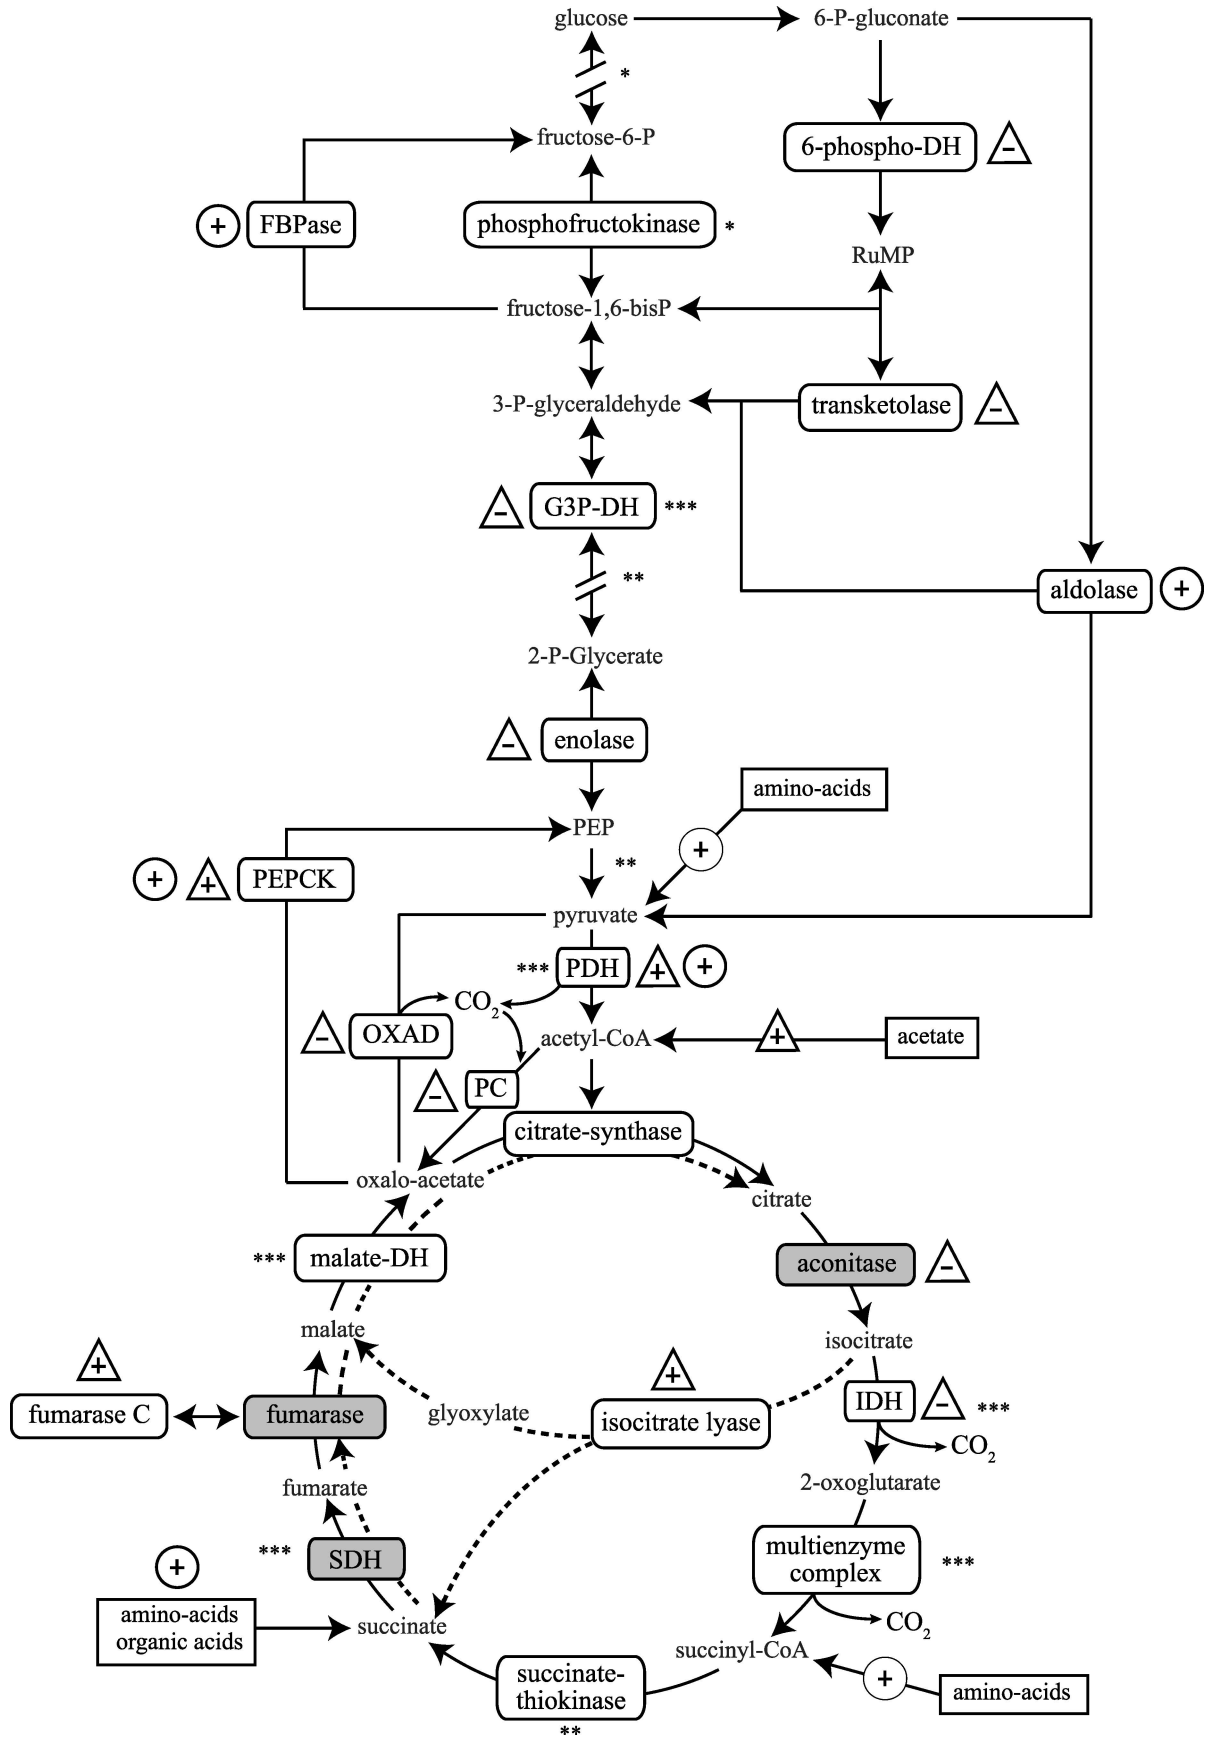 glucose
6-P-gluconate
*
fructose-6-P
6-phospho-DH
−
+
FBPase
phosphofructokinase
*
RuMP
fructose-1,6-bisP
3-P-glyceraldehyde
transketolase
−
−
G3P-DH
***
**
aldolase
+
2-P-Glycerate
−
enolase
amino-acids
PEP
+
+
+
PEPCK
**
pyruvate
***
PDH
+
+
CO2
−
OXAD
acetyl-CoA
+
acetate
−
PC
citrate-synthase
oxalo-acetate
citrate
***
malate-DH
aconitase
−
malate
isocitrate
+
+
fumarase C
fumarase
glyoxylate
isocitrate lyase
IDH
−
***
CO2
fumarate
2-oxoglutarate
***
SDH
multienzyme
complex
***
+
amino-acids
organic acids
succinate
CO2
succinyl-CoA
succinate-
thiokinase
**
+
amino-acids